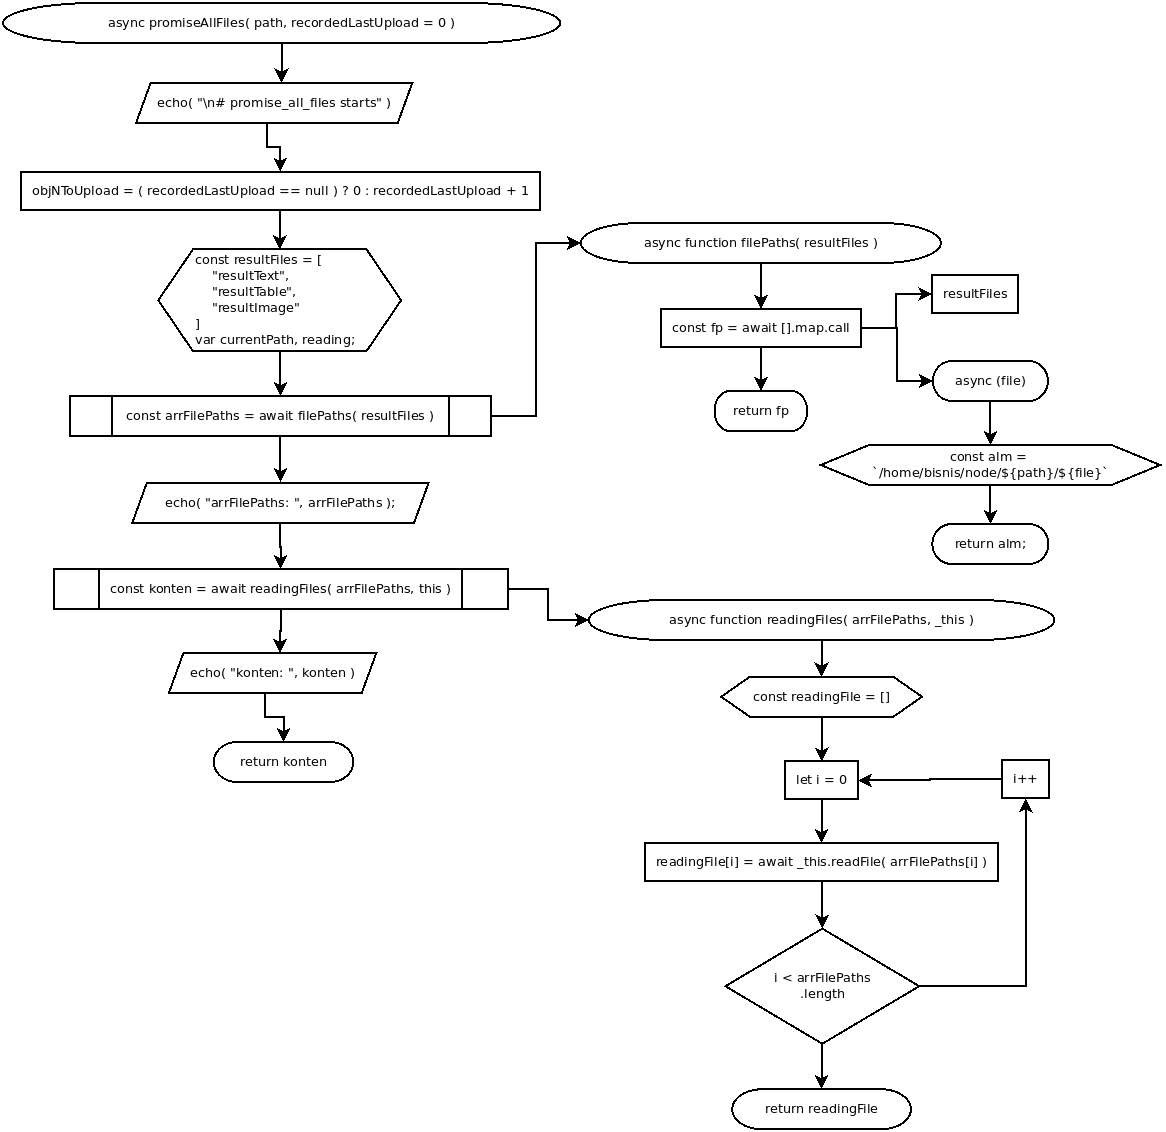 async promiseAllFiles( path, recordedLastUpload = 0 )
echo( "\n# promise_all_files starts" )
objNToUpload = ( recordedLastUpload == null ) ? 0 : recordedLastUpload + 1
const resultFiles = [
"resultText",
"resultTable",
"resultImage"
]
var currentPath, reading;
const arrFilePaths = await filePaths( resultFiles )
echo( "arrFilePaths: ", arrFilePaths );
const konten = await readingFiles( arrFilePaths, this )
echo( "konten: ", konten )
return konten
async function filePaths( resultFiles )
const fp = await [].map.call
return fp
resultFiles
async (file)
const alm =
`/home/bisnis/node/${path}/${file}`
return alm;
async function readingFiles( arrFilePaths, _this )
const readingFile = []
let i = 0
i++
readingFile[i] = await _this.readFile( arrFilePaths[i] )
i < arrFilePaths
.length
return readingFile